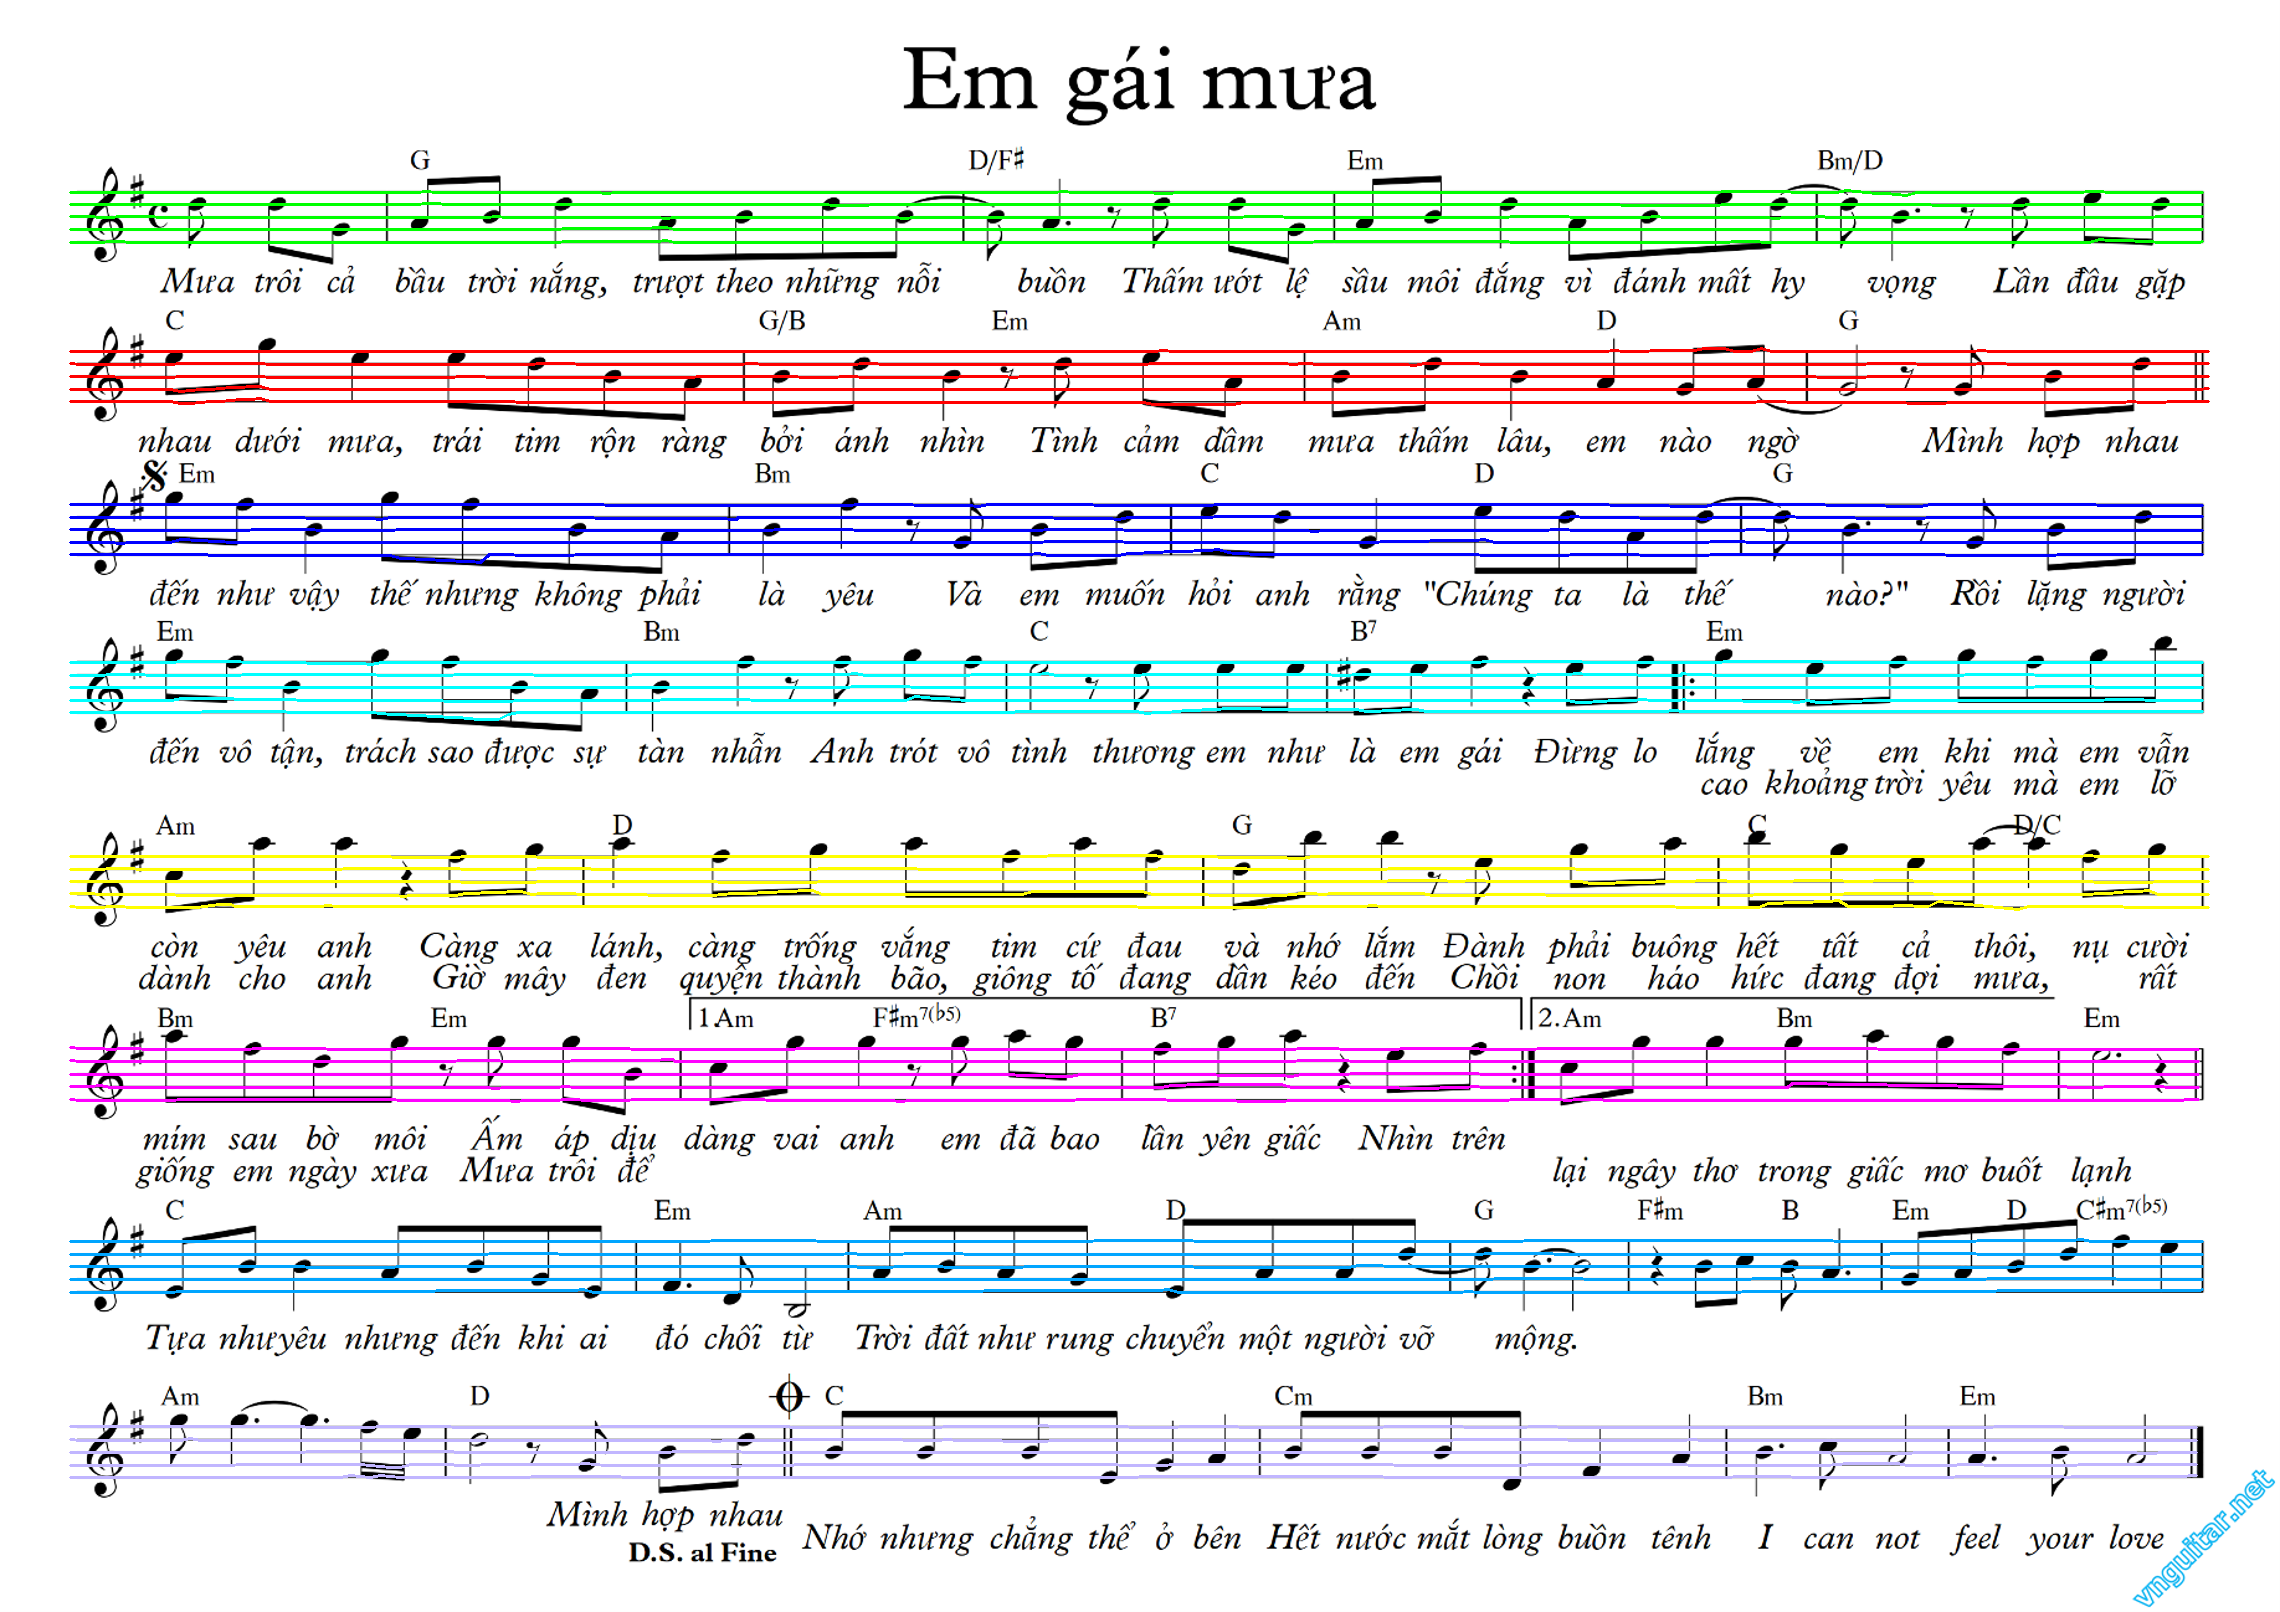 Em gái mưa
G D/F♯ Em Bm/D
Mưa trôi cả bầu trời nắng, trượt theo những nỗi buồn Thấm ướt lệ sầu môi đắng vì đánh mất hy vọng Lần đầu gặp
C G/B Em Am D G
nhau dưới mưa, trái tim rộn ràng bởi ánh nhìn Tình cảm dầm mưa thấm lâu, em nào ngờ Mình hợp nhau
Em Bm C D G
đến như vậy thế nhưng không phải là yêu Và em muốn hỏi anh rằng "Chúng ta là thế nào?" Rồi lặng người
Em Bm C B7 Em
đến vô tận, trách sao được sự tàn nhẫn Anh trót vô tình thương em như là em gái Đừng lo lắng về em khi mà em vẫn
cao khoảng trời yêu mà em lỡ
Am D G C D/C
còn yêu anh Càng xa lánh, càng trống vắng tim cứ đau và nhớ lắm Đành phải buông hết tất cả thôi, nụ cười
dành cho anh Giờ mây đen quyện thành bão, giông tố đang dần kéo đến Chồi non háo hức đang đợi mưa, rất
Bm Em 1. Am F♯m7(♭5) B7 2. Am Bm Em
mím sau bờ môi Ấm áp dịu dàng vai anh em đã bao lần yên giấc Nhìn trên
giống em ngày xưa Mưa trôi để lại ngây thơ trong giấc mơ buốt lạnh
C Em Am D G F♯m B Em D C♯m7(♭5)
Tựa như yêu nhưng đến khi ai đó chối từ Trời đất như rung chuyển một người vỡ mộng.
Am D C Cm Bm Em
Mình hợp nhau
Nhớ nhưng chẳng thể ở bên Hết nước mắt lòng buồn tênh I can not feel your love
D.S. al Fine
vnguitar.net